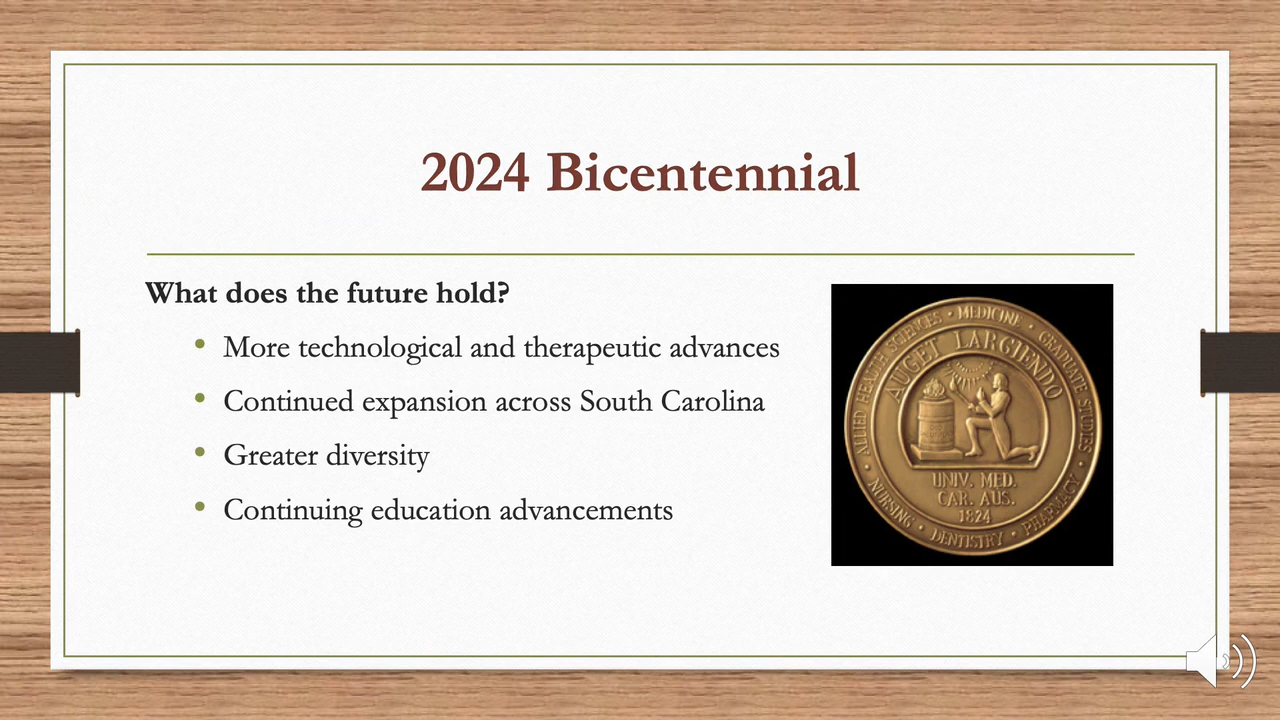 2024 Bicentennial
What does the future hold?
• More technological and therapeutic advances
• Continued expansion across South Carolina
• Greater diversity
• Continuing education advancements
ALLIED HEALTH SCIENCES • MEDICINE • GRADUATE STUDIES • PHARMACY • DENTISTRY • NURSING •
AUGET LARGIENDO
UNIV. MED.
CAR. AUS.
1824